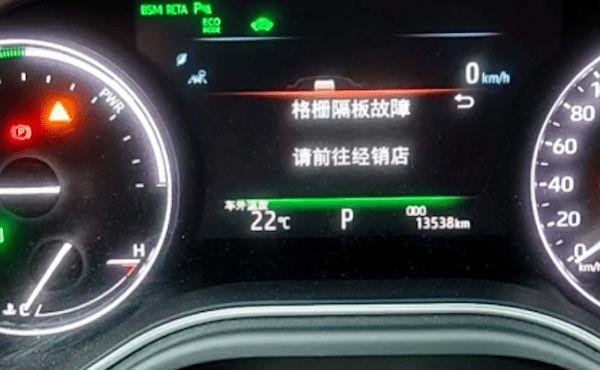 BSM RCTA
ECO
MODE
PWR
0 km/h
格栅隔板故障
请前往经销店
车外温度
22℃
P
ODO
13538km
H
C
80
60
40
20
0
km/h